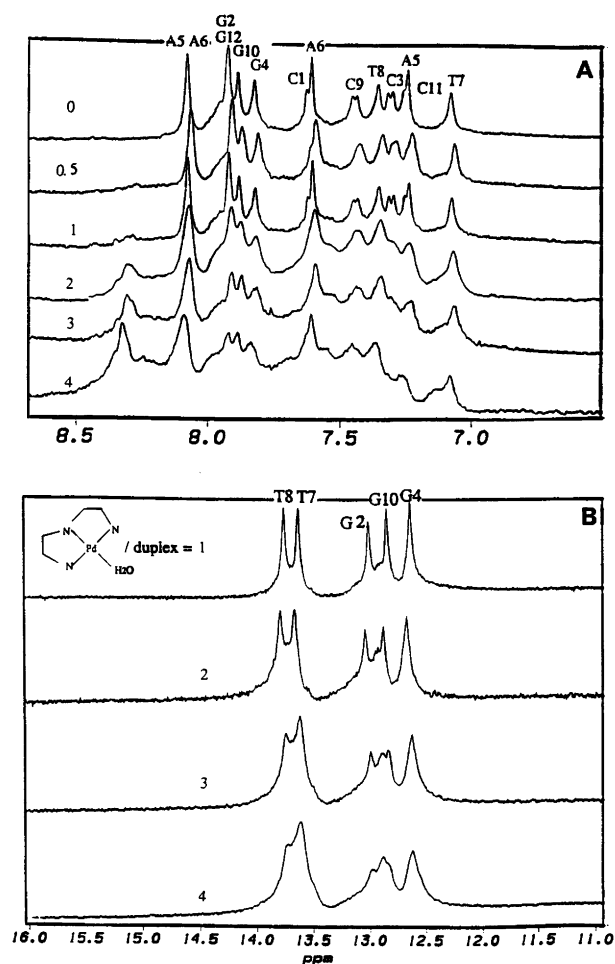 G2
A5 A6 G12 A6 A
G10 A5
G4 C1 T8
C9 C3 C11 T7
0
0.5
1
2
3
4
8.5 8.0 7.5 7.0
T8 T7 G10 G4 B
G2
N N
Pd / duplex = 1
N H2O
2
3
4
16.0 15.5 14.5 14.0 13.5 13.0 12.5 12.0 11.5 11.0
ppm